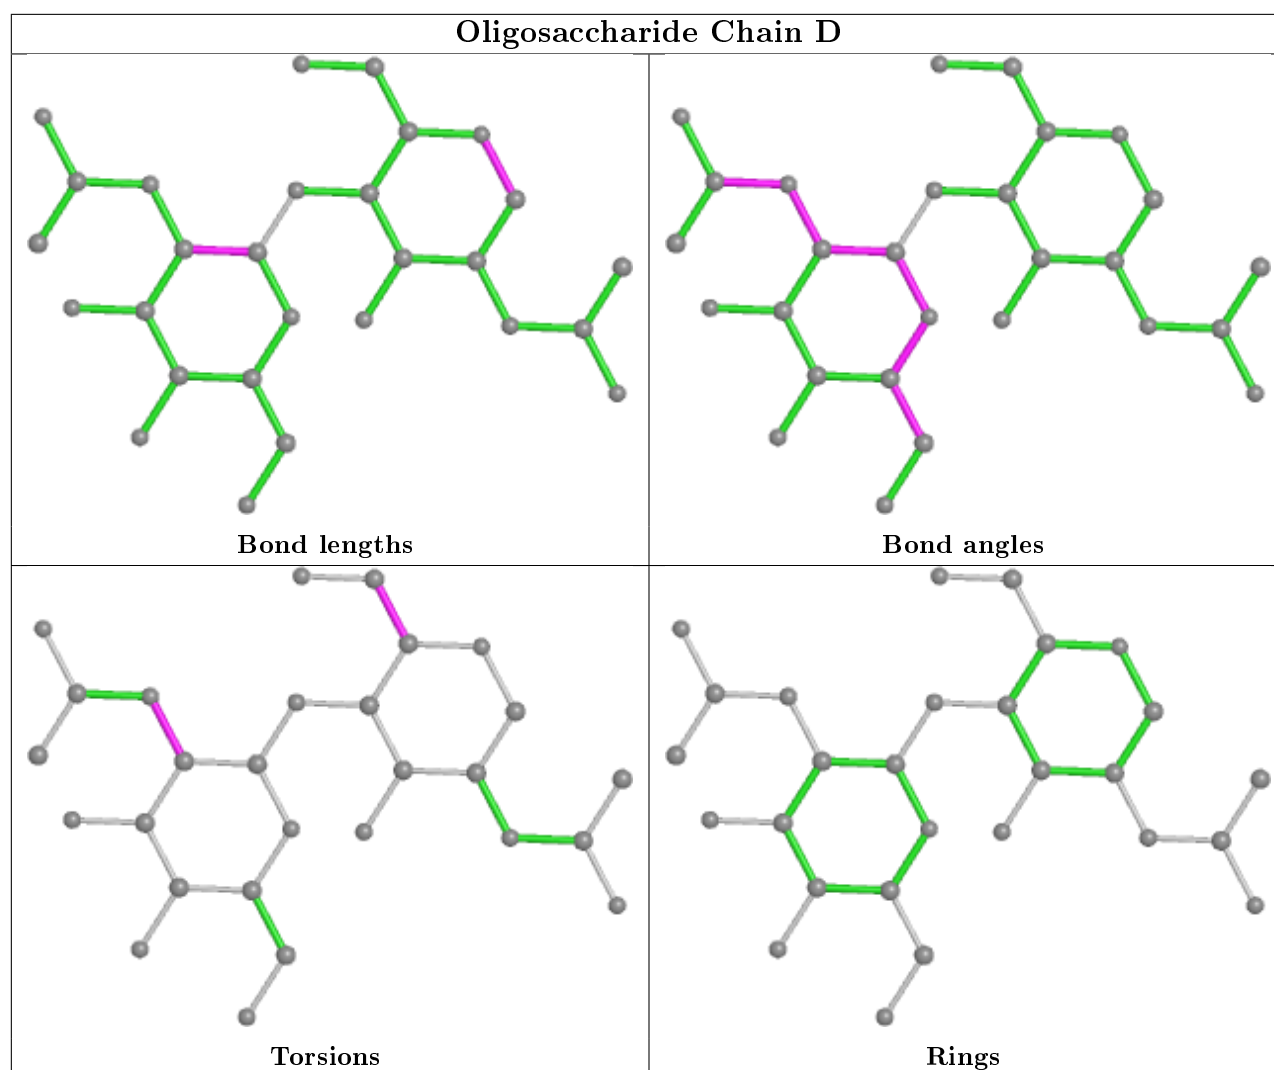 Oligosaccharide Chain D
Bond lengths
Bond angles
Torsions
Rings